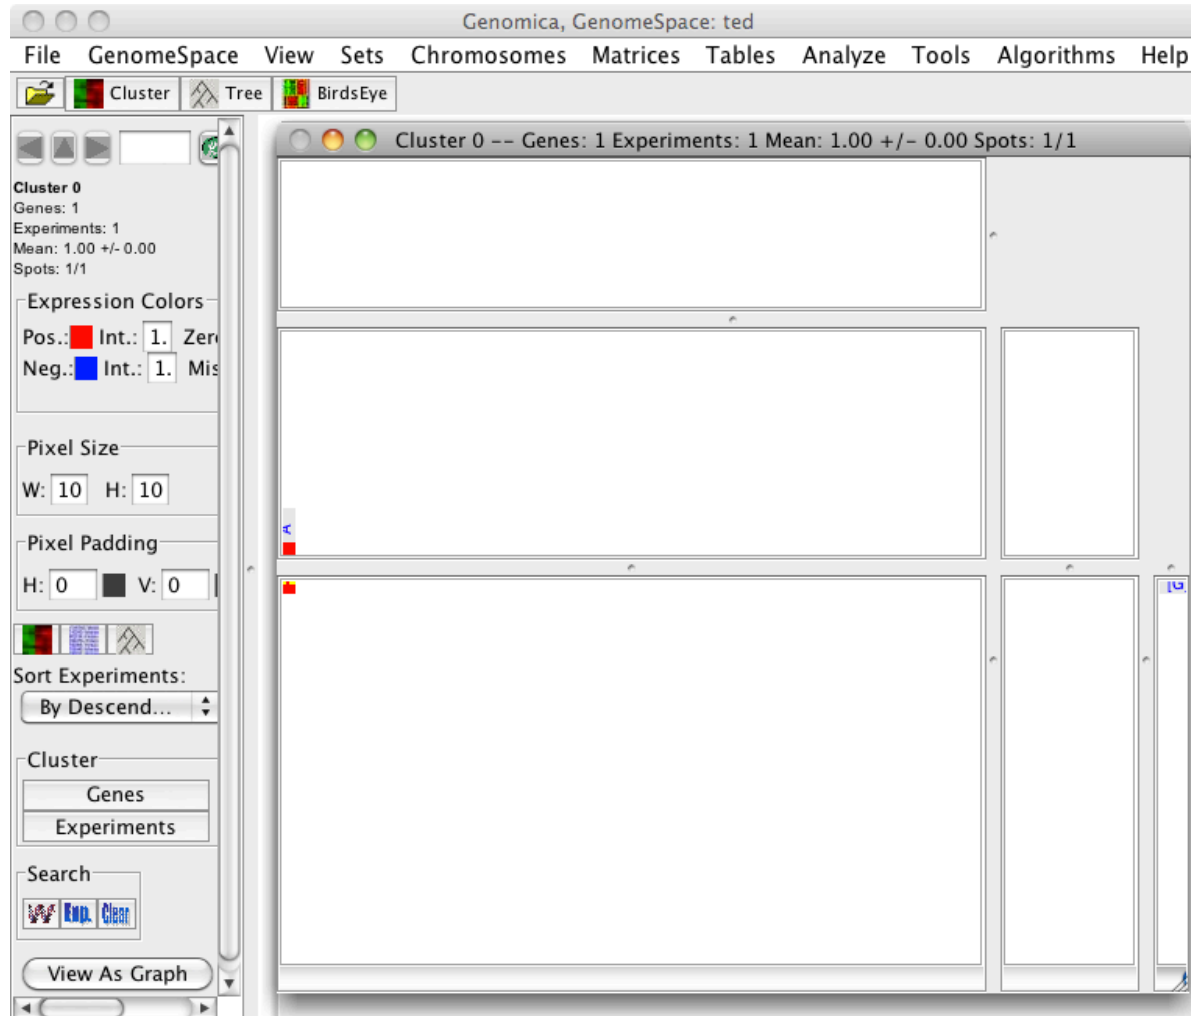 Genomica, GenomeSpace: ted
File GenomeSpace View Sets Chromosomes Matrices Tables Analyze Tools Algorithms Help
Cluster Tree BirdsEye
Cluster 0 -- Genes: 1 Experiments: 1 Mean: 1.00 +/- 0.00 Spots: 1/1
Cluster 0
Genes: 1
Experiments: 1
Mean: 1.00 +/- 0.00
Spots: 1/1
Expression Colors
Pos.: Int.: 1. Zer
Neg.: Int.: 1. Mis
Pixel Size
W: 10 H: 10
Pixel Padding
H: 0 V: 0
Sort Experiments:
By Descend...
Cluster
Genes
Experiments
Search
Exp. Clear
View As Graph
A
[G